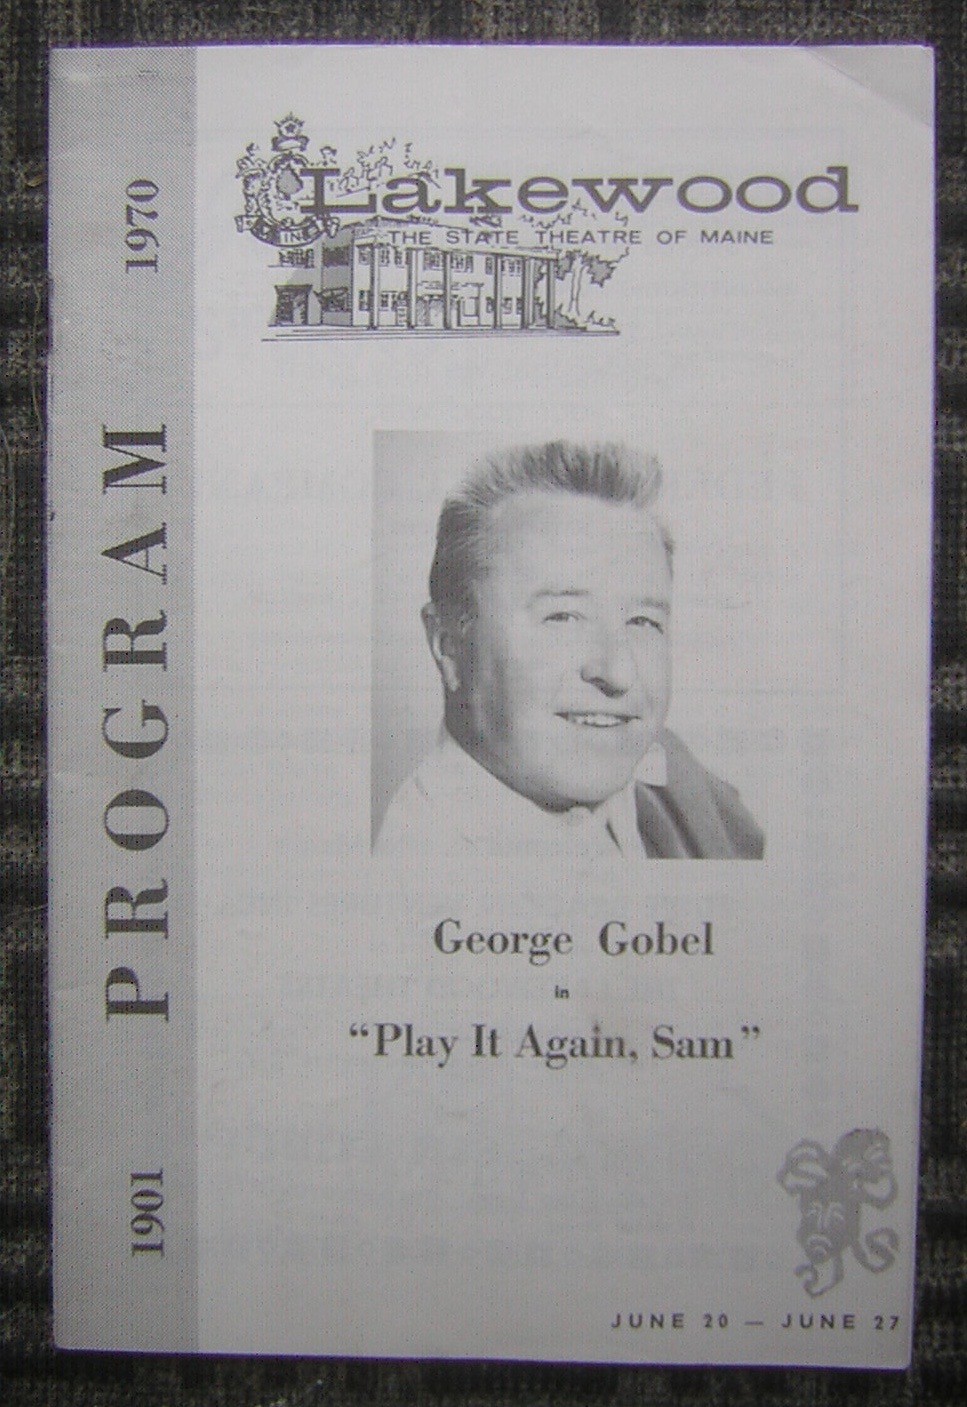 1901 PROGRAM 1970
Lakewood
THE STATE THEATRE OF MAINE
George Gobel
in
“Play It Again, Sam”
JUNE 20 — JUNE 27